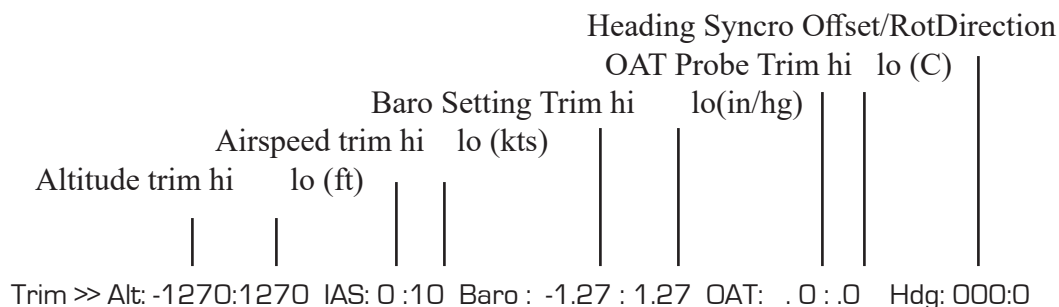 Heading Syncro Offset/RotDirection
OAT Probe Trim hi lo (C)
Baro Setting Trim hi lo(in/hg)
Airspeed trim hi lo (kts)
Altitude trim hi lo (ft)
Trim >> Alt: -1270:1270 IAS: 0 :10 Baro : -1.27 : 1.27 OAT: . 0 : .0 Hdg: 000:0